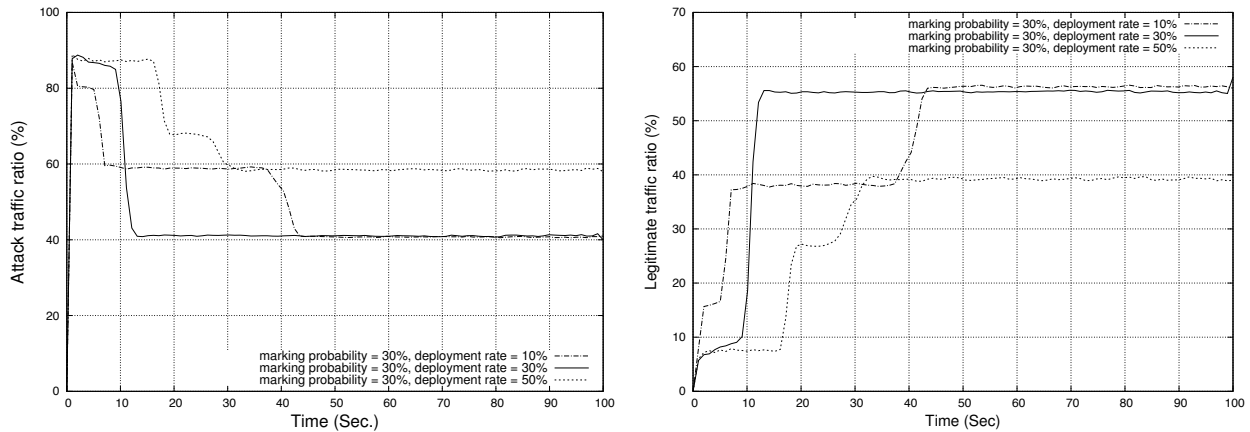 100
80
60
40
20
0
Attack traffic ratio (%)
marking probability = 30%, deployment rate = 10%
marking probability = 30%, deployment rate = 30%
marking probability = 30%, deployment rate = 50%
0 10 20 30 40 50 60 70 80 90 100
Time (Sec.)
70
60
50
40
30
20
10
0
Legitimate traffic ratio (%)
marking probability = 30%, deployment rate = 10%
marking probability = 30%, deployment rate = 30%
marking probability = 30%, deployment rate = 50%
0 10 20 30 40 50 60 70 80 90 100
Time (Sec)